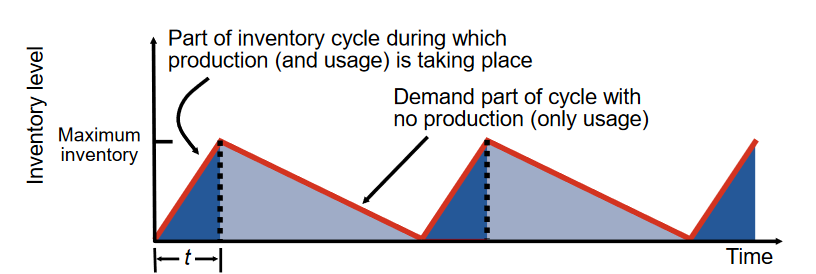 Part of inventory cycle during which
production (and usage) is taking place
Demand part of cycle with
no production (only usage)
Inventory level
Maximum
inventory
t
Time